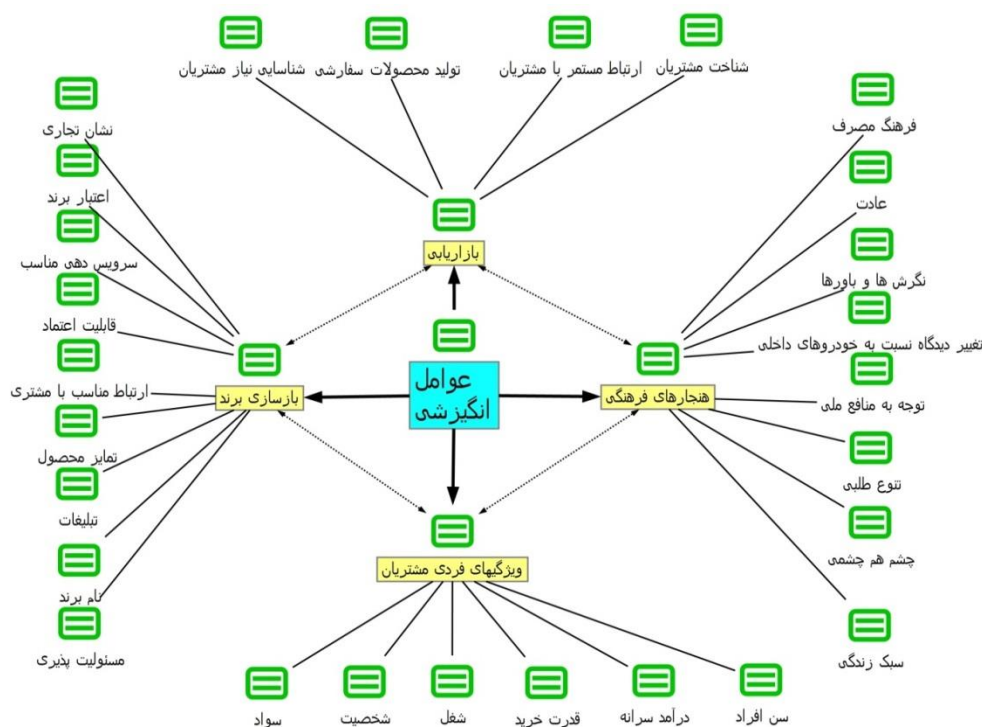 شناخت مشتریان
ارتباط مستمر با مشتریان
تولید محصولات سفارشی
شناسایی نیاز مشتریان
فرهنگ مصرف
عادت
نگرش ها و باورها
تغییر دیدگاه نسبت به خودروهای داخلی
توجه به منافع ملی
تنوع طلبی
چشم هم چشمی
سبک زندگی
بازاریابی
هنجارهای فرهنگی
عوامل
انگیزشی
بازسازی برند
ویژگیهای فردی مشتریان
نشان تجاری
اعتبار برند
سرویس دهی مناسب
قابلیت اعتماد
ارتباط مناسب با مشتری
تمایز محصول
تبلیغات
نام برند
مسئولیت پذیری
سن افراد
درآمد سرانه
قدرت خرید
شغل
شخصیت
سواد